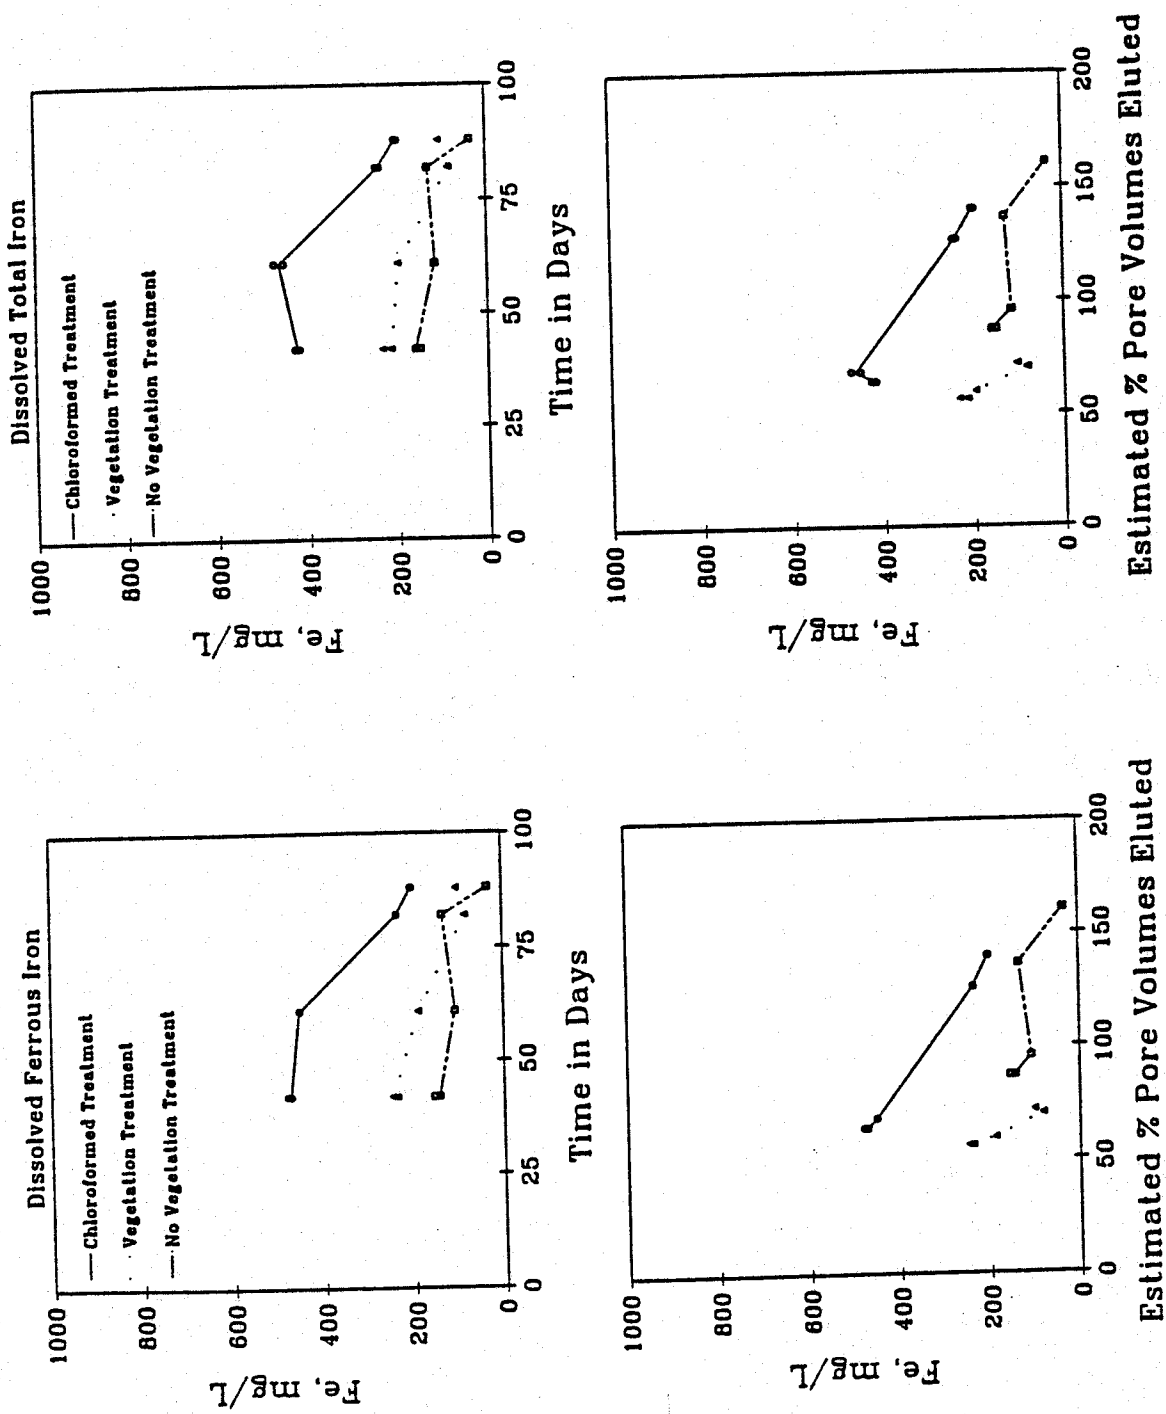 Dissolved Ferrous Iron
Fe, mg/L
1000
800
600
400
200
0
Chloroformed Treatment
Vegetation Treatment
No Vegetation Treatment
0
25
50
75
100
Time in Days
Dissolved Total Iron
Fe, mg/L
1000
800
600
400
200
0
Chloroformed Treatment
Vegetation Treatment
No Vegetation Treatment
0
25
50
75
100
Time in Days
Fe, mg/L
1000
800
600
400
200
0
0
50
100
150
200
Estimated % Pore Volumes Eluted
Fe, mg/L
1000
800
600
400
200
0
0
50
100
150
200
Estimated % Pore Volumes Eluted